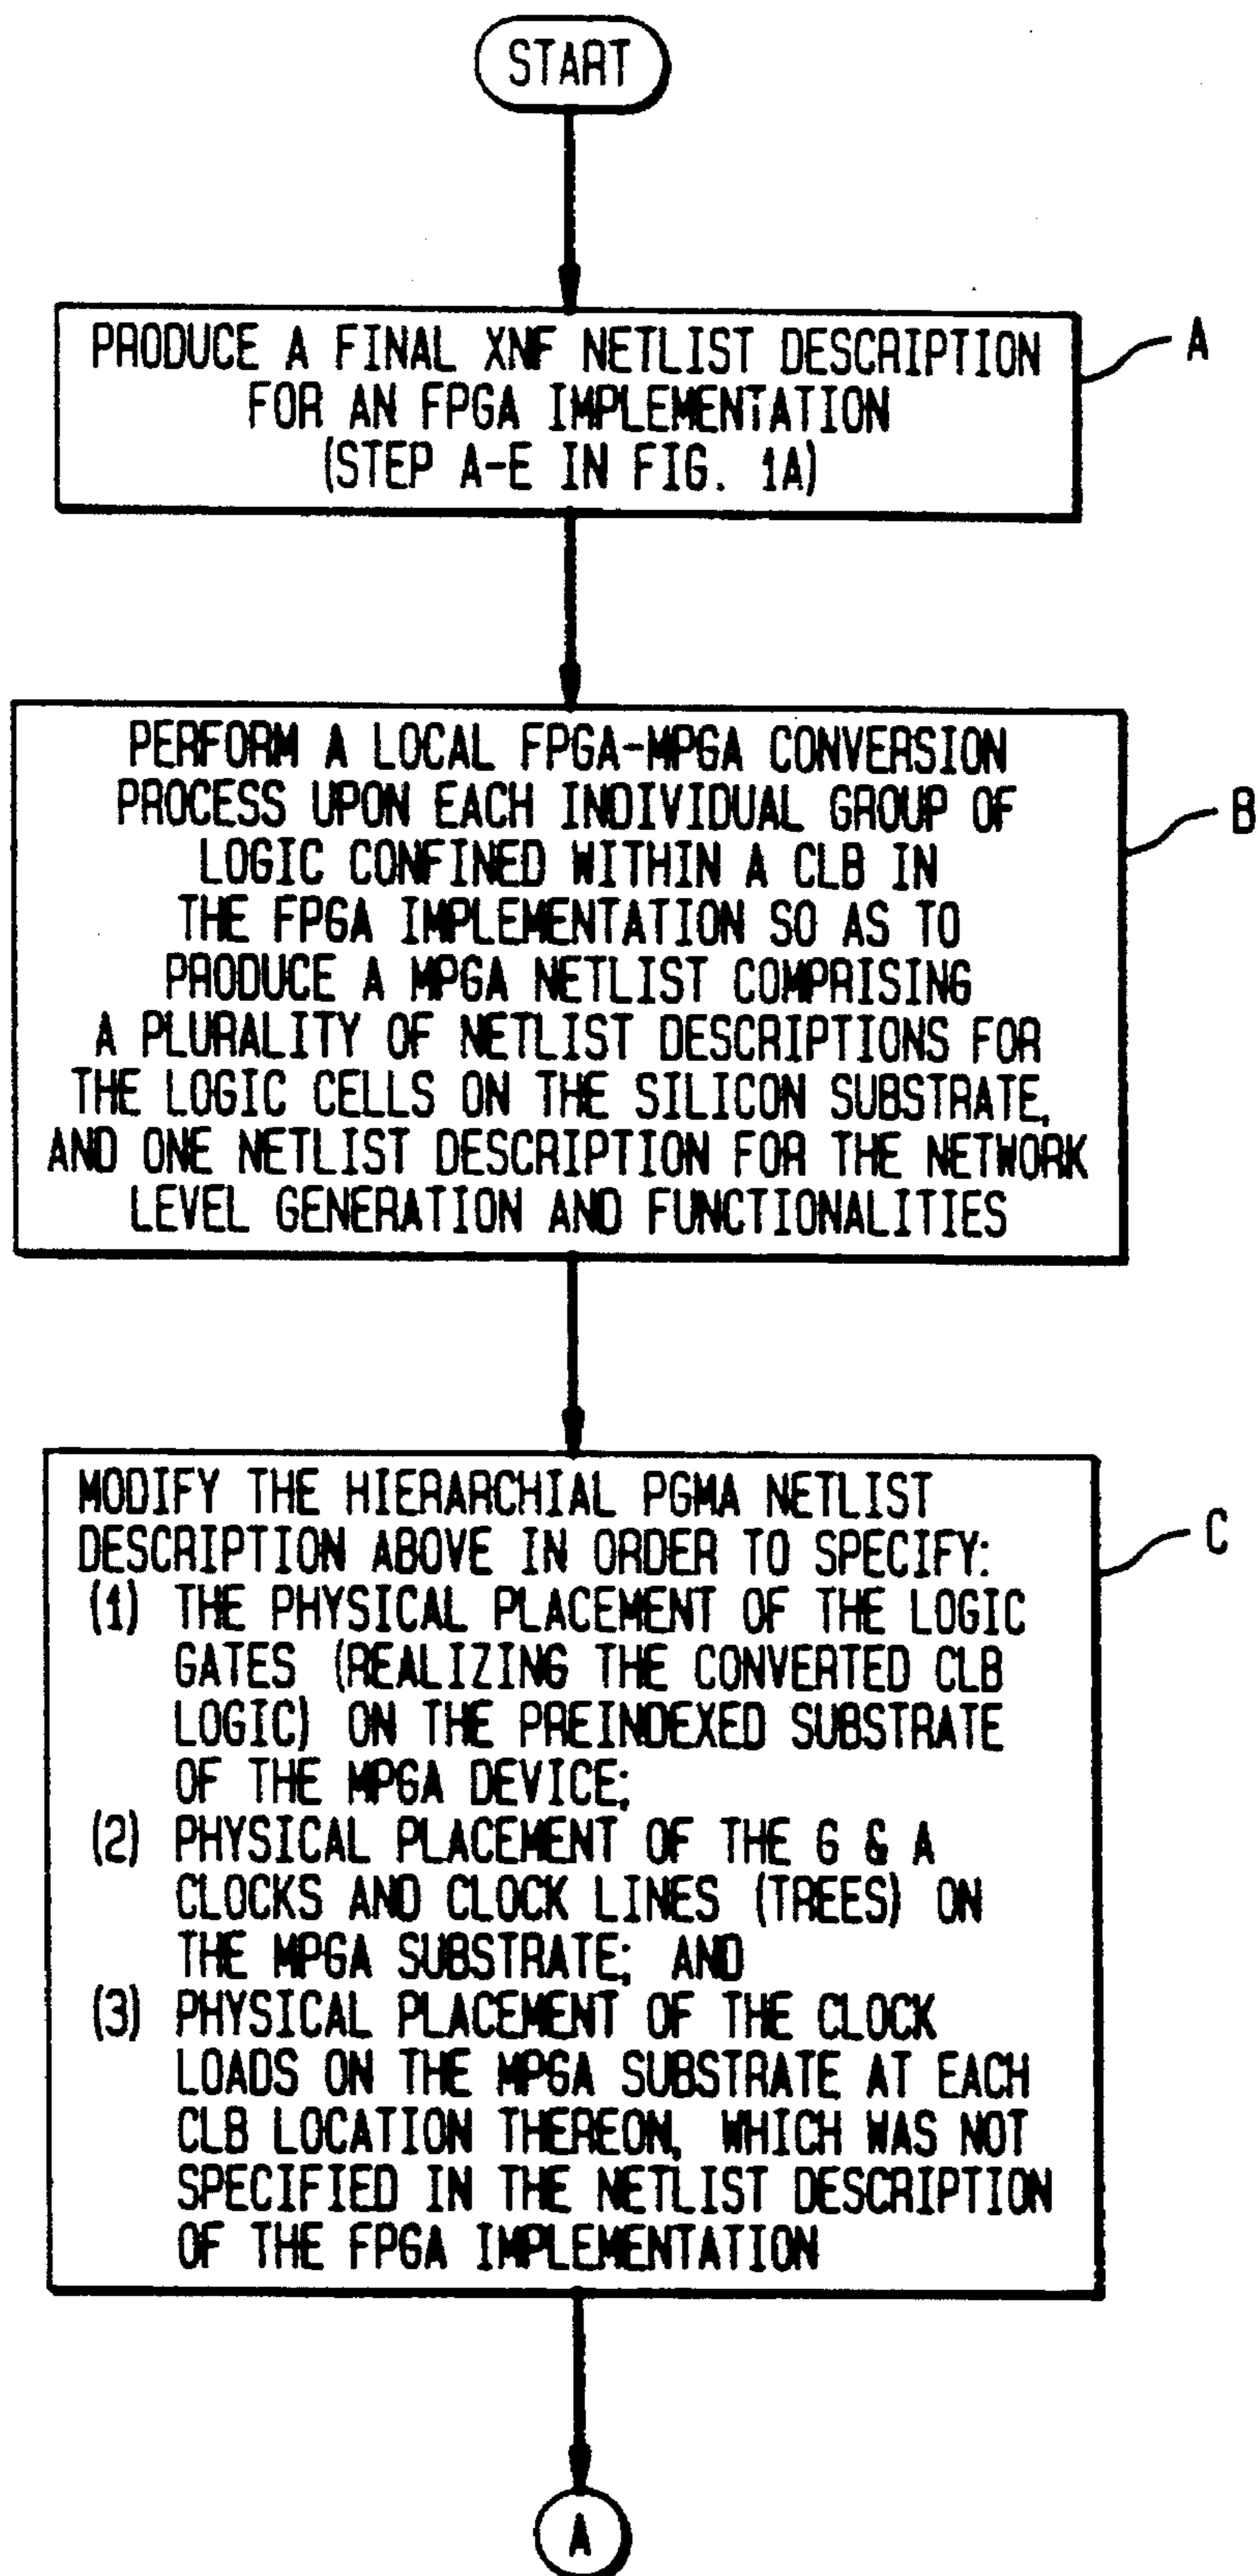 START
PRODUCE A FINAL XNF NETLIST DESCRIPTION
FOR AN FPGA IMPLEMENTATION
(STEP A-E IN FIG. 1A)
A
PERFORM A LOCAL FPGA-MPGA CONVERSION
PROCESS UPON EACH INDIVIDUAL GROUP OF
LOGIC CONFINED WITHIN A CLB IN
THE FPGA IMPLEMENTATION SO AS TO
PRODUCE A MPGA NETLIST COMPRISING
A PLURALITY OF NETLIST DESCRIPTIONS FOR
THE LOGIC CELLS ON THE SILICON SUBSTRATE,
AND ONE NETLIST DESCRIPTION FOR THE NETWORK
LEVEL GENERATION AND FUNCTIONALITIES
B
MODIFY THE HIERARCHIAL PGMA NETLIST
DESCRIPTION ABOVE IN ORDER TO SPECIFY:
(1) THE PHYSICAL PLACEMENT OF THE LOGIC
GATES (REALIZING THE CONVERTED CLB
LOGIC) ON THE PREINDEXED SUBSTRATE
OF THE MPGA DEVICE;
(2) PHYSICAL PLACEMENT OF THE G & A
CLOCKS AND CLOCK LINES (TREES) ON
THE MPGA SUBSTRATE; AND
(3) PHYSICAL PLACEMENT OF THE CLOCK
LOADS ON THE MPGA SUBSTRATE AT EACH
CLB LOCATION THEREON, WHICH WAS NOT
SPECIFIED IN THE NETLIST DESCRIPTION
OF THE FPGA IMPLEMENTATION
C
A